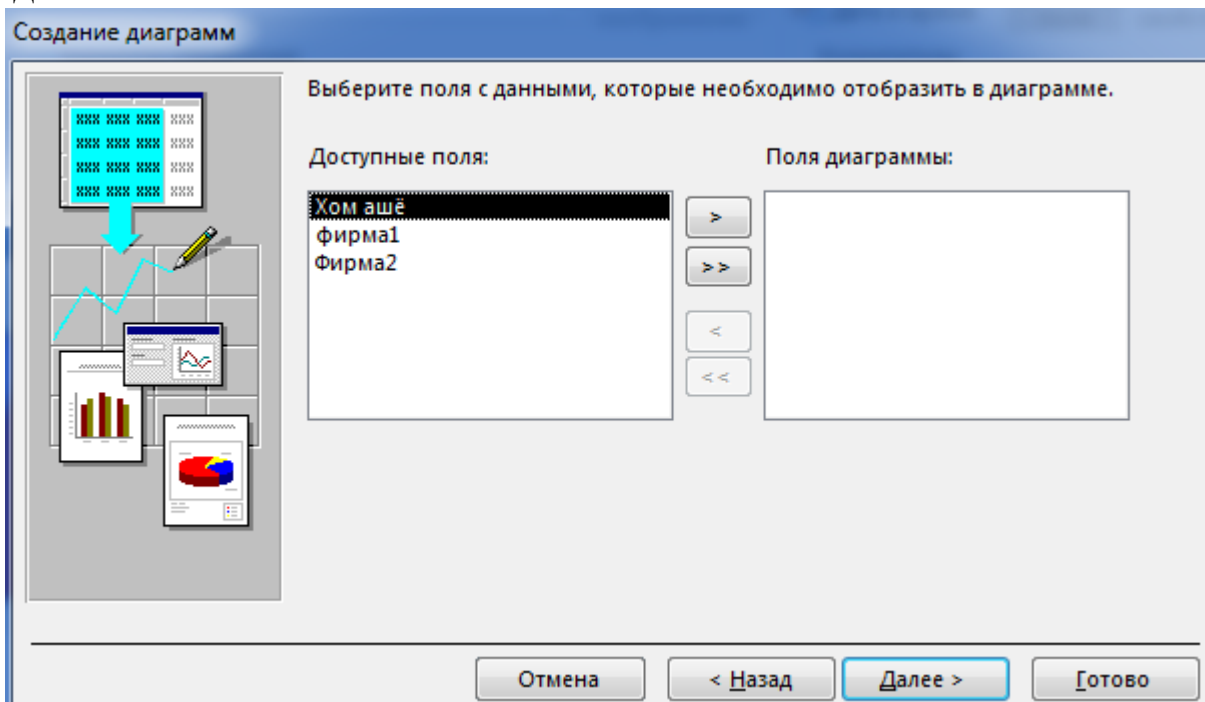 Создание диаграмм
Выберите поля с данными, которые необходимо отобразить в диаграмме.
Доступные поля:
Поля диаграммы:
Хом ашё
фирма1
Фирма2
>
>>
<
<<
Отмена
< Назад
Далее >
Готово